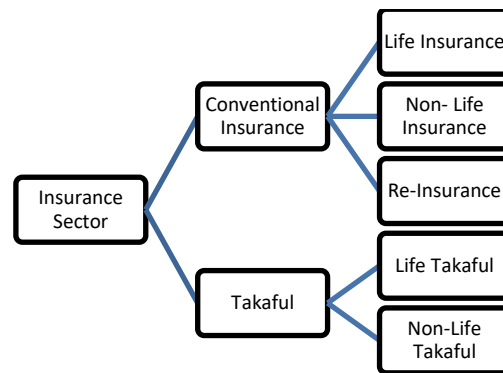 Life Insurance
Conventional
Insurance
Non- Life
Insurance
Re-Insurance
Insurance
Sector
Takaful
Life Takaful
Non-Life
Takaful